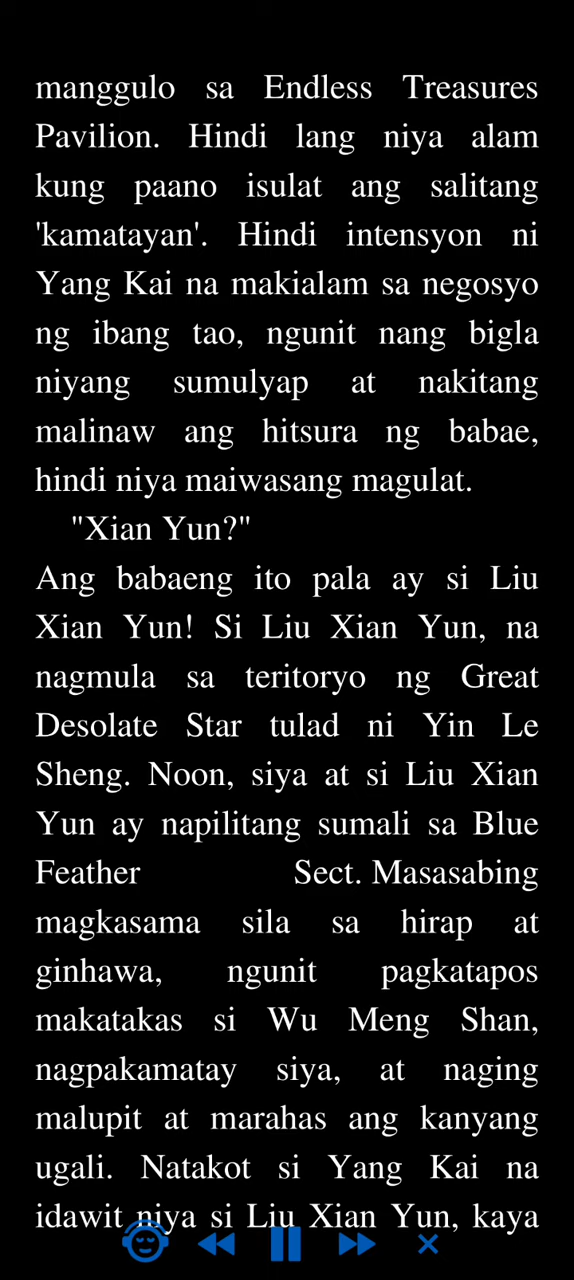 manggulo sa Endless Treasures
Pavilion. Hindi lang niya alam
kung paano isulat ang salitang
'kamatayan'. Hindi intensyon ni
Yang Kai na makialam sa negosyo
ng ibang tao, ngunit nang bigla
niyang sumulyap at nakitang
malinaw ang hitsura ng babae,
hindi niya maiwasang magulat.
"Xian Yun?"
Ang babaeng ito pala ay si Liu
Xian Yun! Si Liu Xian Yun, na
nagmula sa teritoryo ng Great
Desolate Star tulad ni Yin Le
Sheng. Noon, siya at si Liu Xian
Yun ay napilitang sumali sa Blue
Feather Sect. Masasabing
magkasama sila sa hirap at
ginhawa, ngunit pagkatapos
makatakas si Wu Meng Shan,
nagpakamatay siya, at naging
malupit at marahas ang kanyang
ugali. Natakot si Yang Kai na
idawit niya si Liu Xian Yun, kaya